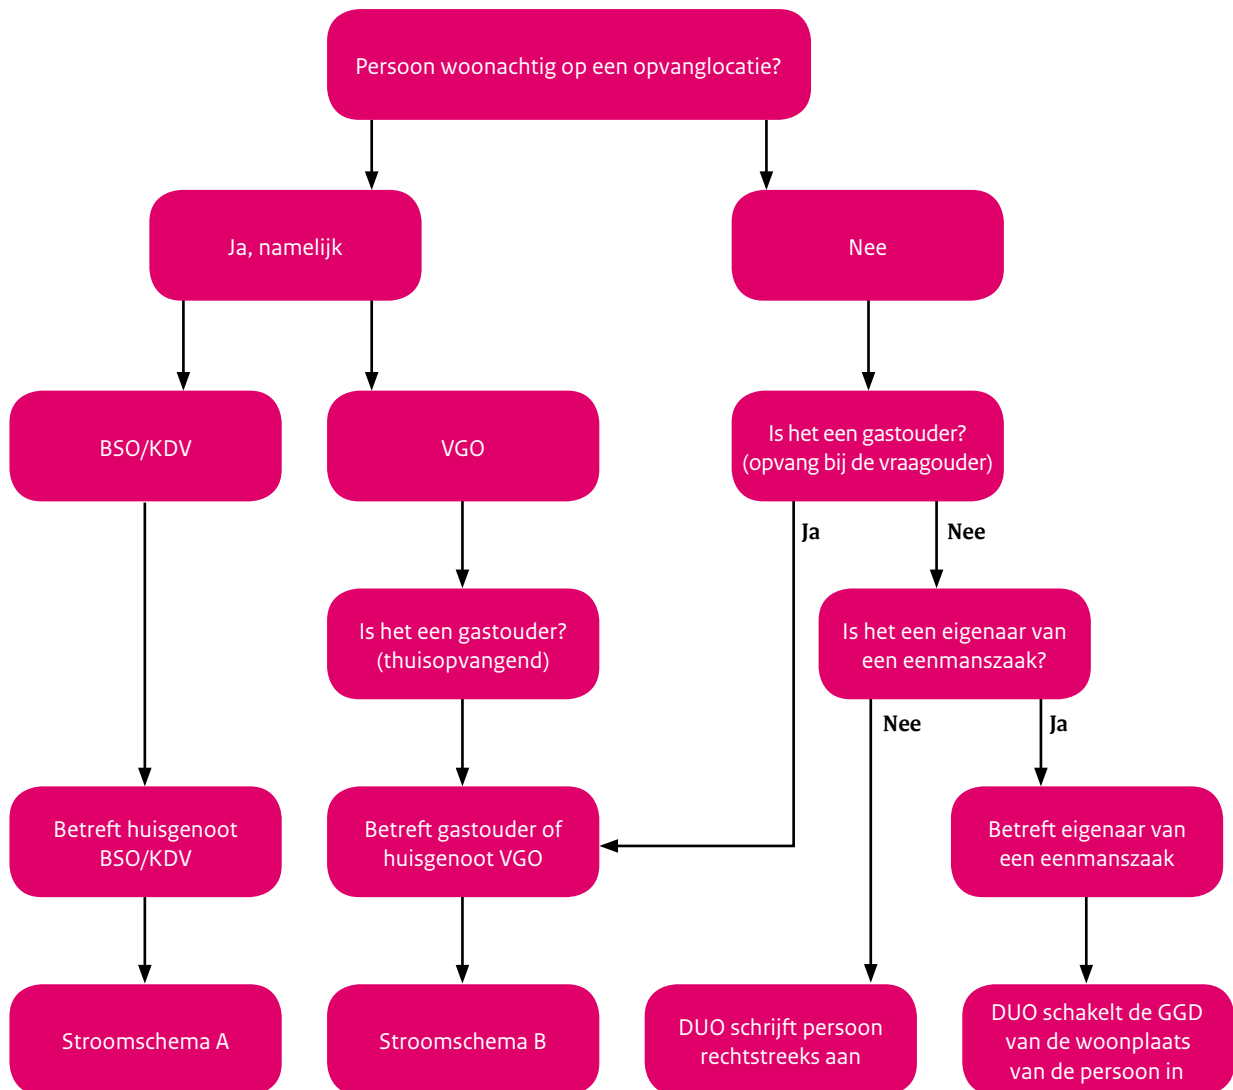 Persoon woonachtig op een opvanglocatie?
Ja, namelijk
Nee
BSO/KDV
VGO
Is het een gastouder?
(opvang bij de vraagouder)
Ja
Nee
Is het een gastouder?
(thuisopvangend)
Is het een eigenaar van
een eenmanszaak?
Nee
Ja
Betreft huisgenoot
BSO/KDV
Betreft gastouder of
huisgenoot VGO
Betreft eigenaar van
een eenmanszaak
Stroomschema A
Stroomschema B
DUO schrijft persoon
rechtstreeks aan
DUO schakelt de GGD
van de woonplaats
van de persoon in